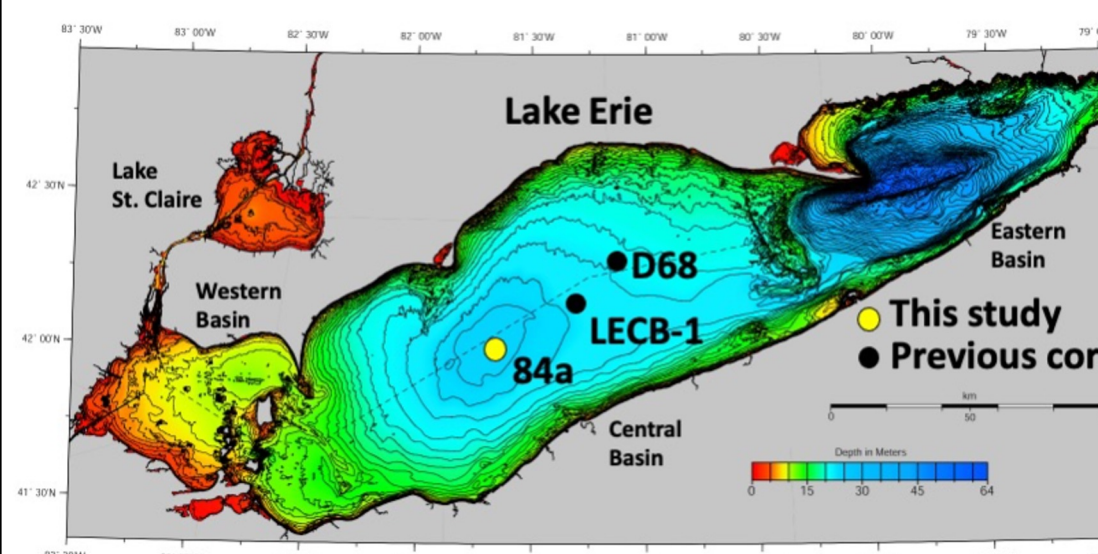 83° 30'W 83° 00'W 82° 30'W 82° 00'W 81° 30'W 81° 00'W 80° 30'W 80° 00'W 79° 30'W 79°
Lake Erie
Lake
St. Claire
42° 30'N
D68
Eastern
Basin
Western
Basin
This study
LECB-1
42° 00'N
84a
Previous cor
km
0 50
Central
Basin
Depth in Meters
0 15 30 45 64
41° 30'N